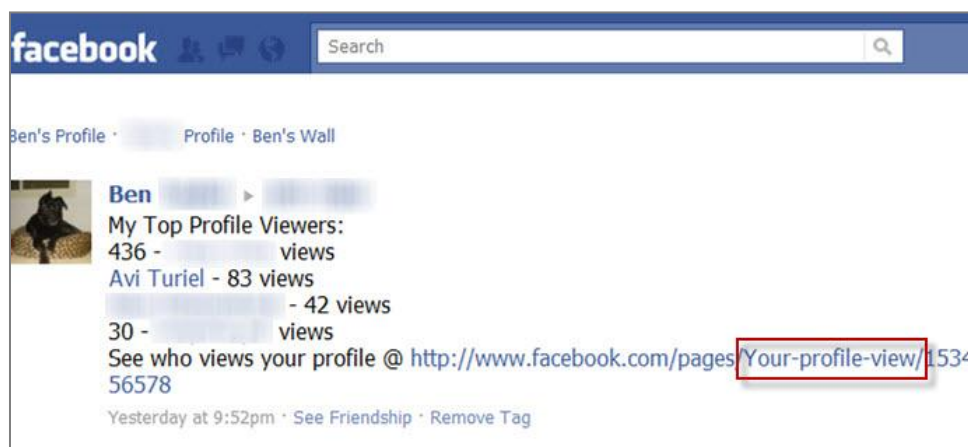 facebook Search
Ben's Profile · Profile · Ben's Wall
Ben
My Top Profile Viewers:
436 - views
Avi Turiel - 83 views
- 42 views
30 - views
See who views your profile @ http://www.facebook.com/pages/Your-profile-view/1534
56578
Yesterday at 9:52pm · See Friendship · Remove Tag